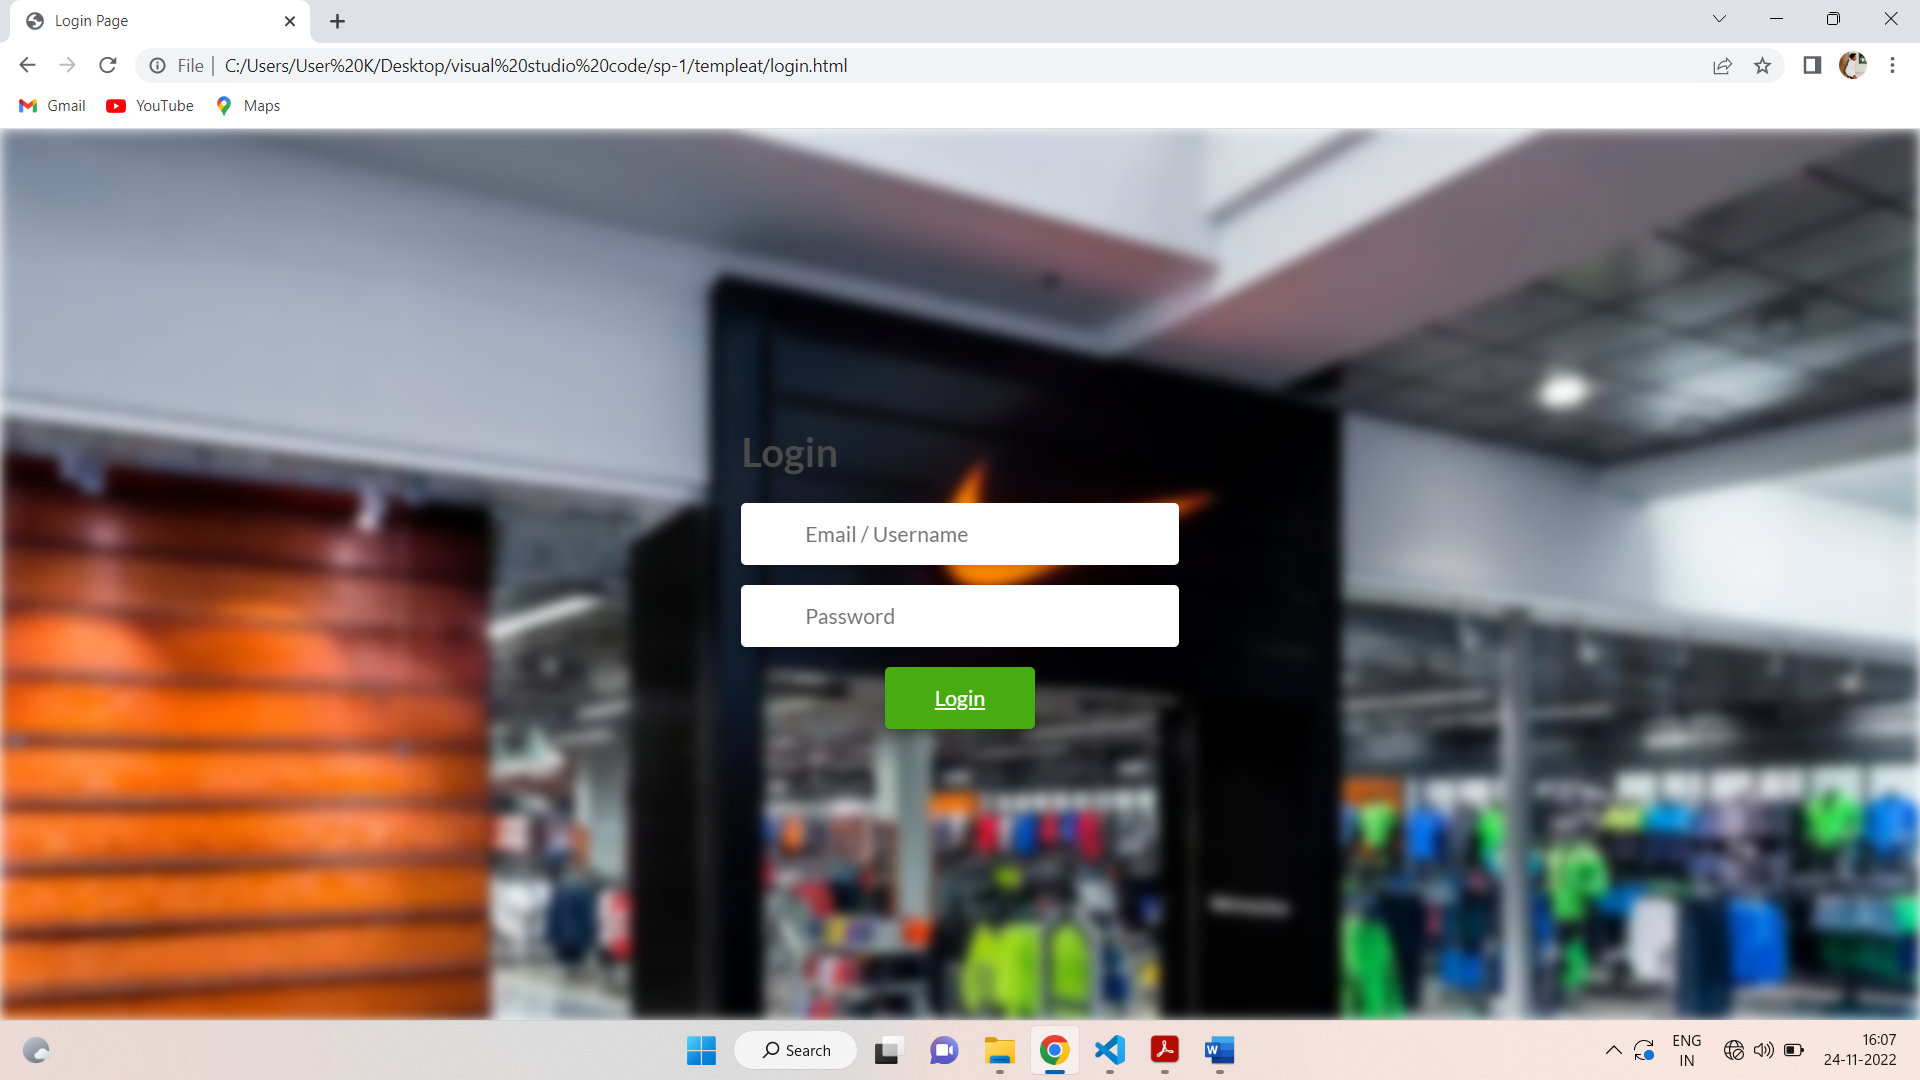 Login Page
File
C:/Users/User%20K/Desktop/visual%20studio%20code/sp-1/templeat/login.html
Gmail
YouTube
Maps
Login
Email / Username
Password
Login
Search
ENG
IN
16:07
24-11-2022